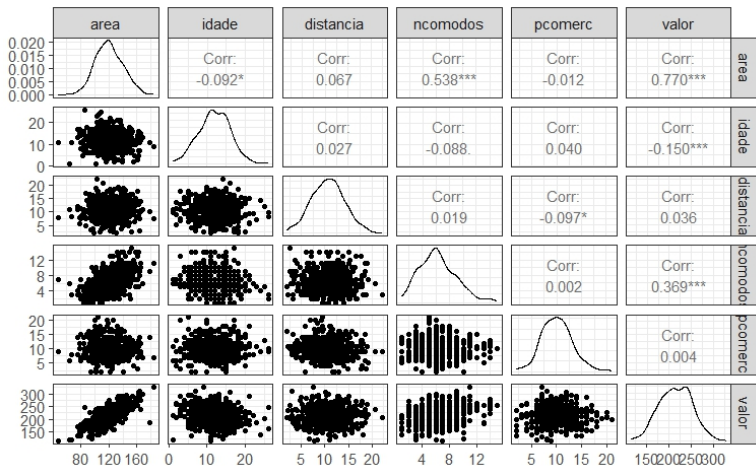 area idade distancia ncomodos pcomerc valor
0.020
0.015
0.010
0.005
0.000
Corr:
-0.092*
Corr:
0.067
Corr:
0.538***
Corr:
-0.012
Corr:
0.770***
area
20
10
0
Corr:
0.027
Corr:
-0.088.
Corr:
0.040
Corr:
-0.150***
idade
20
15
10
5
Corr:
0.019
Corr:
-0.097*
Corr:
0.036
distancia
12
8
4
Corr:
0.002
Corr:
0.369***
ncomodos
20
15
10
5
Corr:
0.004
pcomerc
300
250
200
150
valor
80 120 160 0 10 20 5 10 15 20 4 8 12 5 10 15 20 150 200 250 300